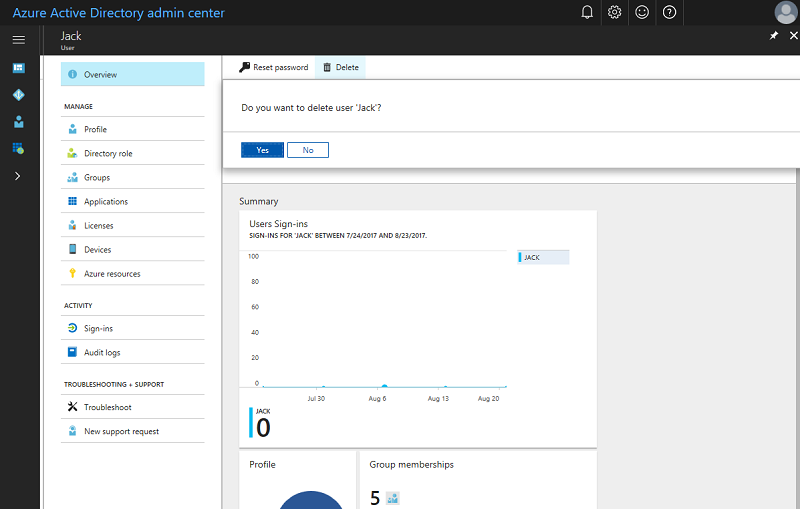 Azure Active Directory admin center
Jack
User
Overview
MANAGE
Profile
Directory role
Groups
Applications
Licenses
Devices
Azure resources
ACTIVITY
Sign-ins
Audit logs
TROUBLESHOOTING + SUPPORT
Troubleshoot
New support request
Reset password
Delete
Do you want to delete user 'Jack'?
Yes
No
Summary
Users Sign-ins
SIGN-INS FOR 'JACK' BETWEEN 7/24/2017 AND 8/23/2017.
100
80
60
40
20
0
Jul 30
Aug 6
Aug 13
Aug 20
JACK
JACK
0
Profile
Group memberships
5